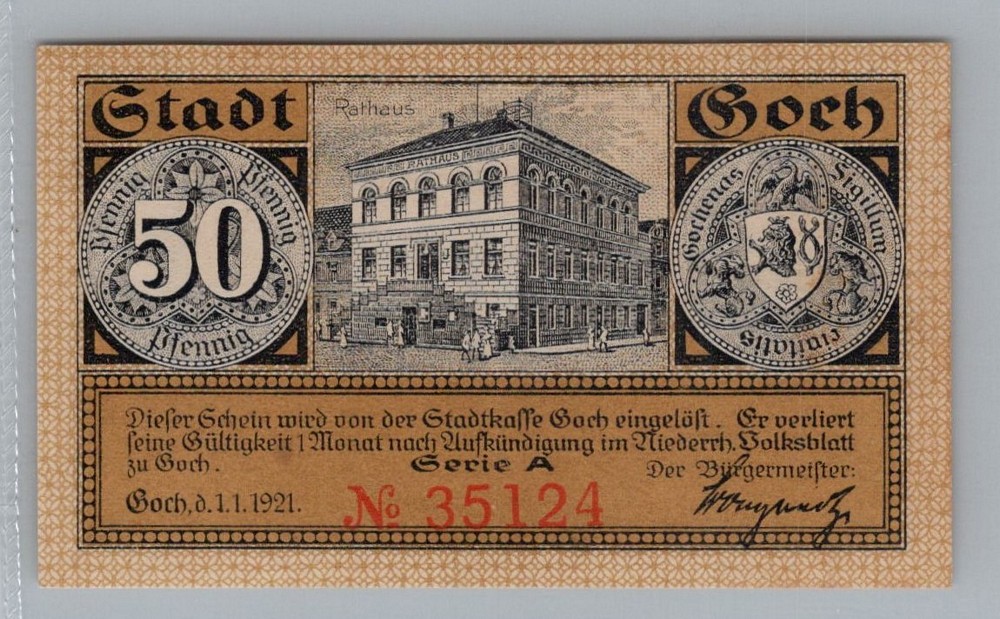 Stadt
Goch
Rathaus
RATHAUS
Pfennig Pfennig
50
Pfennig
Gochenas Sigillum
civitatis
Dieser Schein wird von der Stadtkasse Goch eingelöst. Er verliert
seine Gültigkeit 1 Monat nach Aufkündigung im Niederrh. Volksblatt
zu Goch.
Serie A
Der Bürgermeister:
Goch, d. 1.1.1921.
No 35124